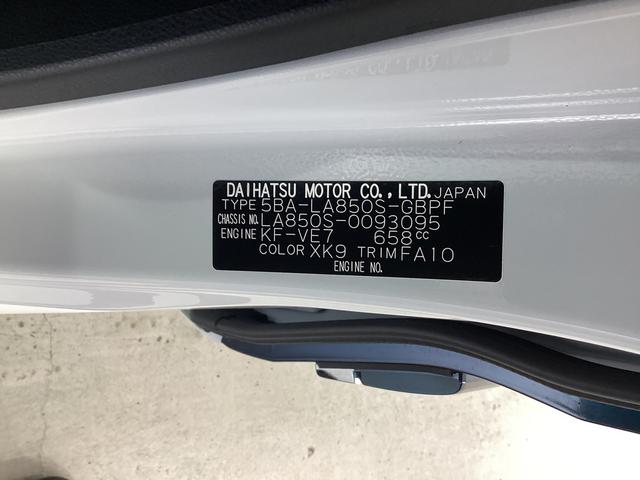 DAIHATSU MOTOR CO., LTD. JAPAN
TYPE 5BA-LA850S-GBPF
CHASSIS NO. LA850S-0093095
ENGINE KF-VE7 658CC
COLOR XK9 TRIM FA10
ENGINE NO.